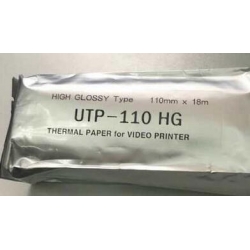 HIGH GLOSSY Type 110mm x 18m
UTP-110 HG
THERMAL PAPER for VIDEO PRINTER